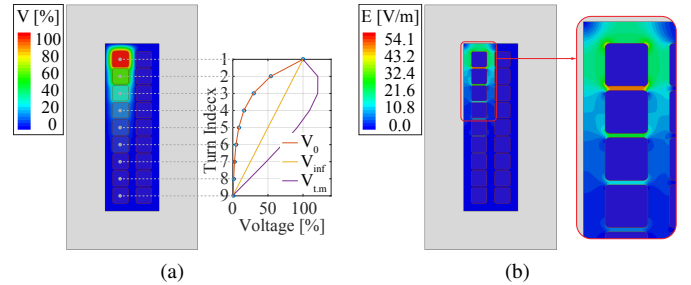 V [%]
100
80
60
40
20
0
Turn Indecx
1
2
3
4
5
6
7
8
9
V0
Vinf
Vt.m
0
50
100
Voltage [%]
(a)
E [V/m]
54.1
43.2
32.4
21.6
10.8
0.0
(b)